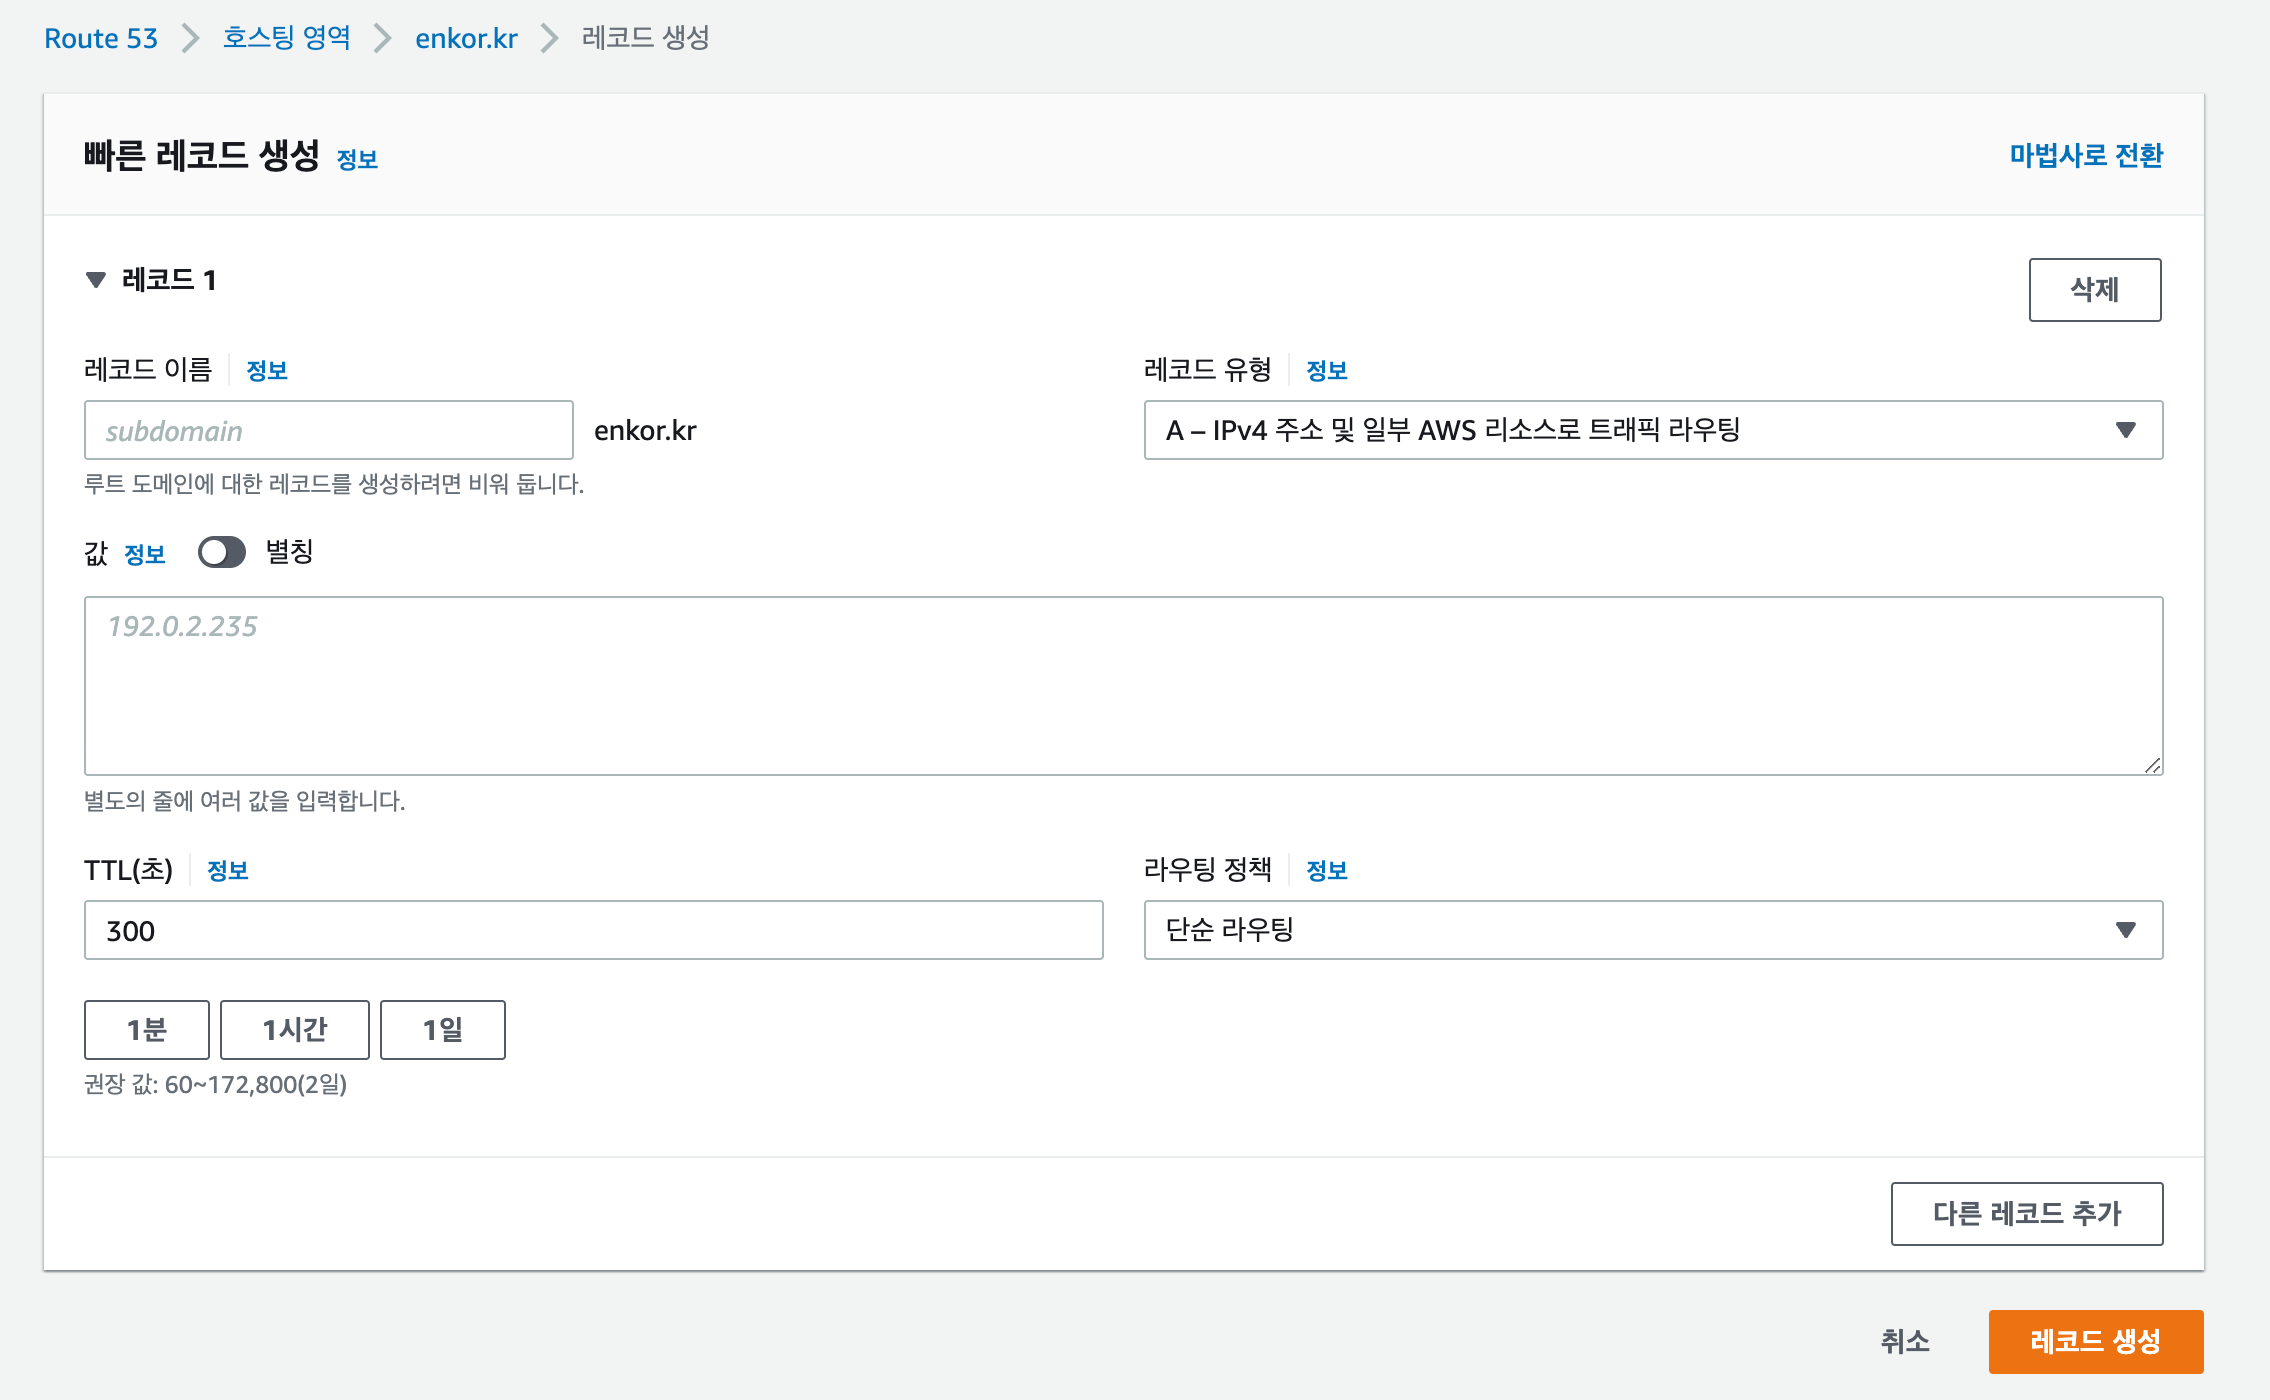 Route 53 > 호스팅 영역 > enkor.kr > 레코드 생성
빠른 레코드 생성 정보
마법사로 전환
레코드 1
삭제
레코드 이름 정보
레코드 유형 정보
subdomain enkor.kr
A – IPv4 주소 및 일부 AWS 리소스로 트래픽 라우팅
루트 도메인에 대한 레코드를 생성하려면 비워 둡니다.
값 정보 별칭
192.0.2.235
별도의 줄에 여러 값을 입력합니다.
TTL(초) 정보
라우팅 정책 정보
300
단순 라우팅
1분 1시간 1일
권장 값: 60~172,800(2일)
다른 레코드 추가
취소 레코드 생성